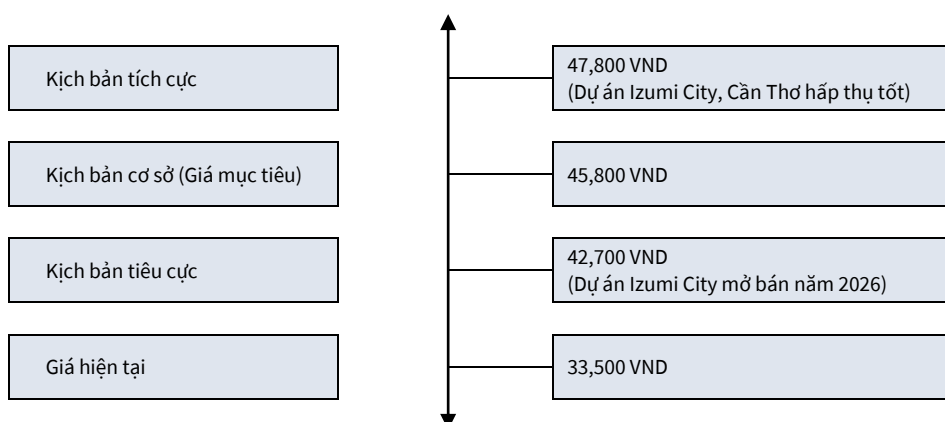 Kịch bản tích cực
47,800 VND
(Dự án Izumi City, Cần Thơ hấp thụ tốt)
Kịch bản cơ sở (Giá mục tiêu)
45,800 VND
Kịch bản tiêu cực
42,700 VND
(Dự án Izumi City mở bán năm 2026)
Giá hiện tại
33,500 VND